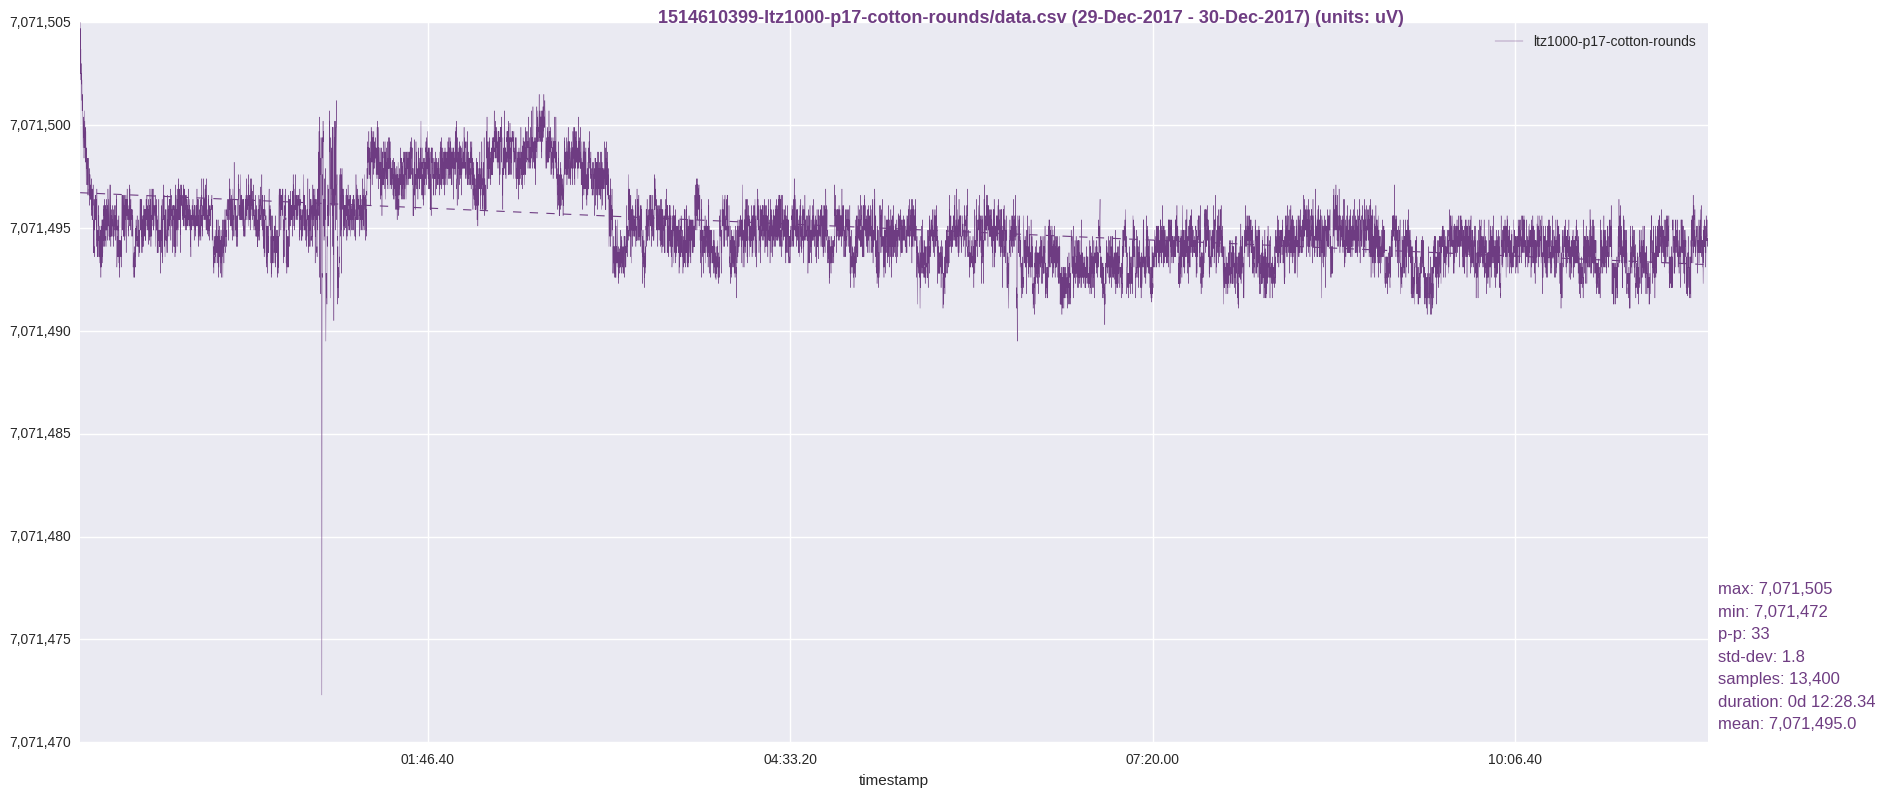 1514610399-ltz1000-p17-cotton-rounds/data.csv (29-Dec-2017 - 30-Dec-2017) (units: uV)
ltz1000-p17-cotton-rounds
7,071,505
7,071,500
7,071,495
7,071,490
7,071,485
7,071,480
7,071,475
7,071,470
01:46.40
04:33.20
07:20.00
10:06.40
timestamp
max: 7,071,505
min: 7,071,472
p-p: 33
std-dev: 1.8
samples: 13,400
duration: 0d 12:28.34
mean: 7,071,495.0